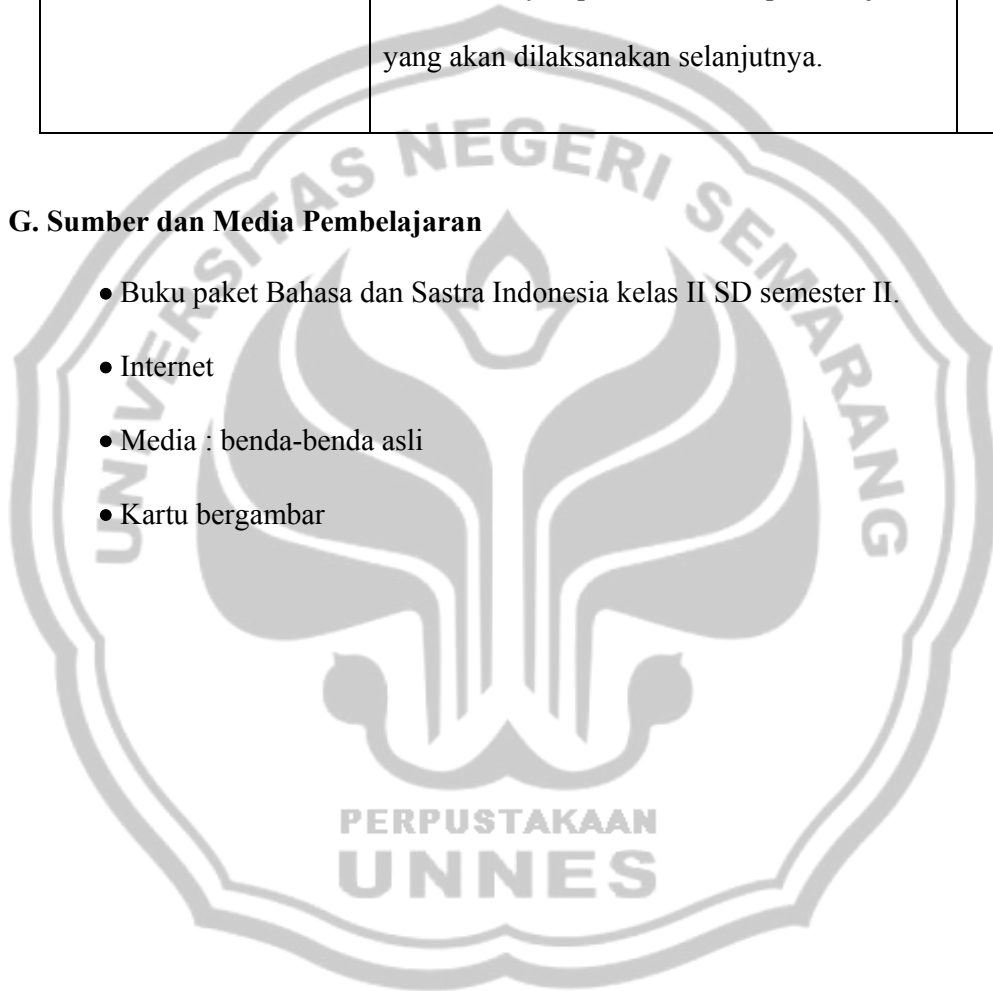 yang akan dilaksanakan selanjutnya.
G. Sumber dan Media Pembelajaran
• Buku paket Bahasa dan Sastra Indonesia kelas II SD semester II.
• Internet
• Media : benda-benda asli
• Kartu bergambar
UNIVERSITAS NEGERI SEMARANG
PERPUSTAKAAN
UNNES